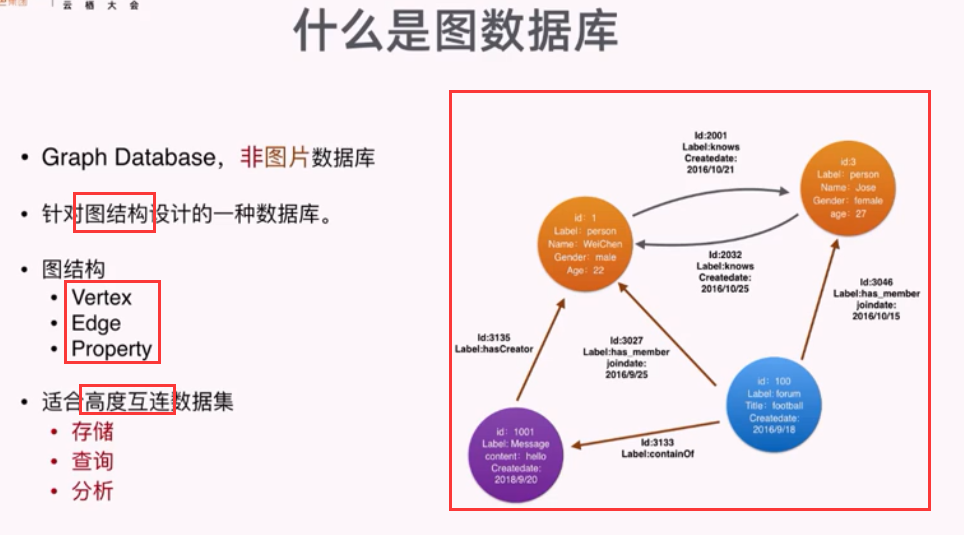 云栖大会
什么是图数据库
• Graph Database，非图片数据库
• 针对图结构设计的一种数据库。
• 图结构
• Vertex
• Edge
• Property
• 适合高度互连数据集
• 存储
• 查询
• 分析
Id:2001
Label:knows
Createdate:
2016/10/21
id:3
Label：person
Name：Jose
Gender：female
age：27
id：1
Label：person
Name：WeiChen
Gender：male
Age：22
Id:2032
Label:knows
Createdate:
2016/10/25
Id:3046
Label:has_member
joindate:
2016/10/15
Id:3135
Label:hasCreator
Id:3027
Label:has_member
joindate:
2016/9/25
id：100
Label: forum
Title：football
Createdate:
2016/9/18
id：1001
Label: Message
content：hello
Createdate:
2018/9/20
Id:3133
Label:containOf